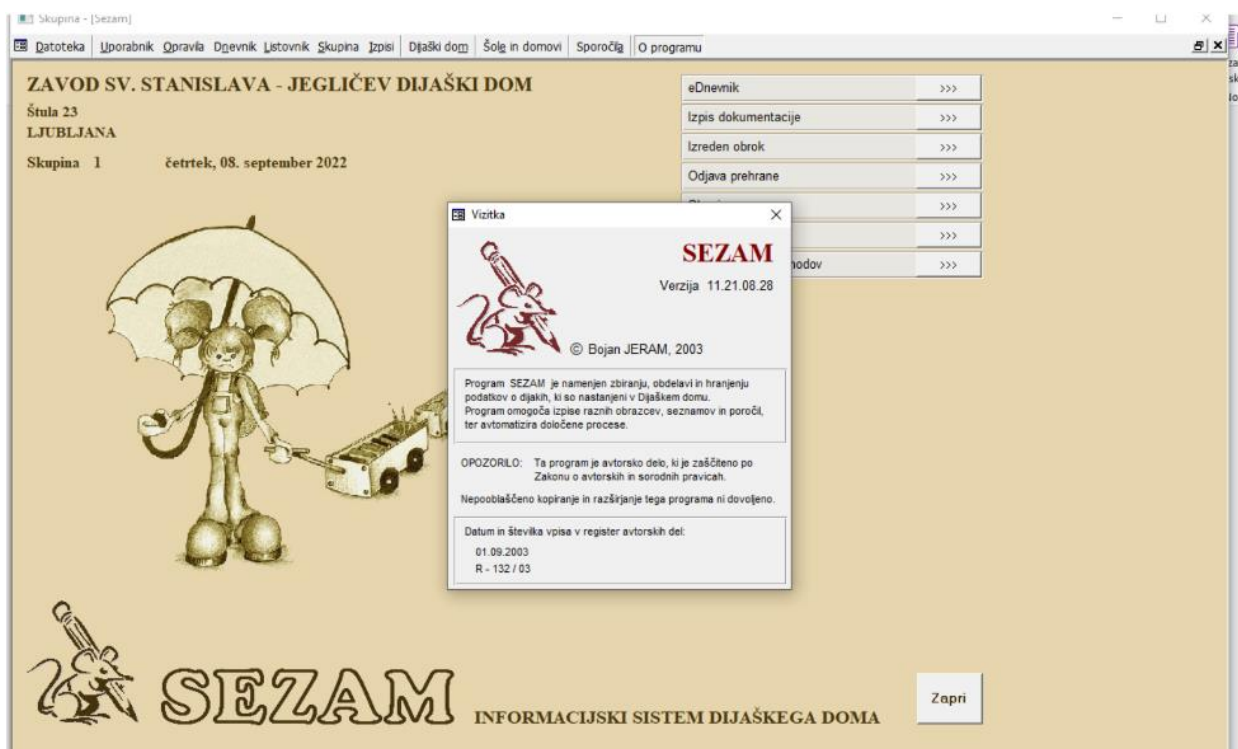 Skupina - [Sezam]
Datoteka Uporabnik Opravila Dnevnik Listovnik Skupina Izpisi Dijaški dom Šole in domovi Sporočila O programu
ZAVOD SV. STANISLAVA - JEGLIČEV DIJAŠKI DOM
Štula 23
LJUBLJANA
Skupina 1 četrtek, 08. september 2022
eDnevnik >>>
Izpis dokumentacije >>>
Izreden obrok >>>
Odjava prehrane >>>
>>>
>>>
hodov >>>
Vizitka
SEZAM
Verzija 11.21.08.28
© Bojan JERAM, 2003
Program SEZAM je namenjen zbiranju, obdelavi in hranjenju
podatkov o dijakih, ki so nastanjeni v Dijaškem domu.
Program omogoča izpise raznih obrazcev, seznamov in poročil,
ter avtomatizira določene procese.
OPOZORILO: Ta program je avtorsko delo, ki je zaščiteno po
Zakonu o avtorskih in sorodnih pravicah.
Nepooblaščeno kopiranje in razširjanje tega programa ni dovoljeno.
Datum in številka vpisa v register avtorskih del:
01.09.2003
R - 132 / 03
SEZAM
INFORMACIJSKI SISTEM DIJAŠKEGA DOMA
Zapri